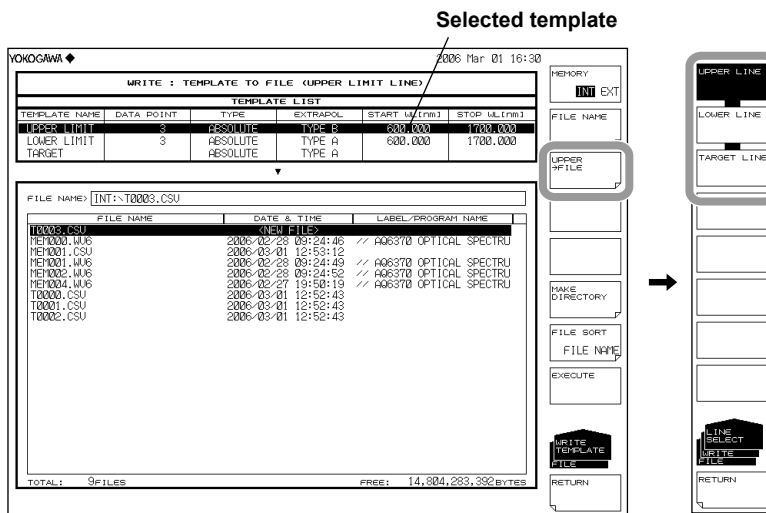 Selected template
YOKOGAWA ◆ 2006 Mar 01 16:30
WRITE : TEMPLATE TO FILE (UPPER LIMIT LINE)
TEMPLATE LIST
TEMPLATE NAME DATA POINT TYPE EXTRAPOL START WL[nm] STOP WL[nm]
UPPER LIMIT 3 ABSOLUTE TYPE B 600.000 1700.000
LOWER LIMIT 3 ABSOLUTE TYPE A 600.000 1700.000
TARGET ABSOLUTE TYPE A
▼
FILE NAME> INT:\T0003.CSV
FILE NAME DATE & TIME LABEL/PROGRAM NAME
T0003.CSV <NEW FILE>
MEM000.WV6 2006/02/28 09:24:46 // AQ6370 OPTICAL SPECTRU
MEM001.CSV 2006/03/01 12:53:12
MEM001.WV6 2006/02/28 09:24:49 // AQ6370 OPTICAL SPECTRU
MEM002.WV6 2006/02/28 09:24:52 // AQ6370 OPTICAL SPECTRU
MEM004.WV6 2006/02/27 19:50:19 // AQ6370 OPTICAL SPECTRU
T0000.CSV 2006/03/01 12:52:43
T0001.CSV 2006/03/01 12:52:43
T0002.CSV 2006/03/01 12:52:43
TOTAL: 9FILES FREE: 14,804,283,392BYTES
MEMORY
INT EXT
FILE NAME
UPPER
→FILE
MAKE
DIRECTORY
FILE SORT
FILE NAME
EXECUTE
WRITE
TEMPLATE
FILE
RETURN
➞
UPPER LINE
LOWER LINE
TARGET LINE
LINE
SELECT
WRITE
FILE
RETURN